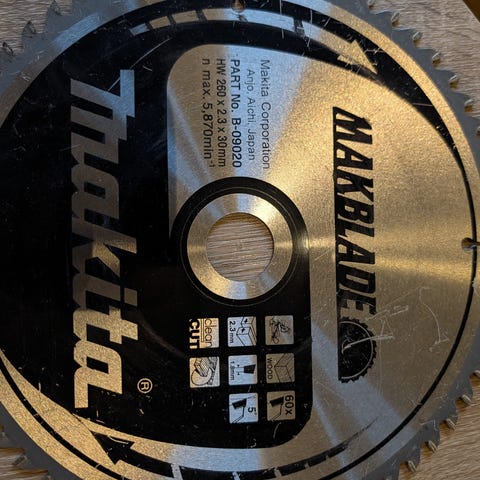 Makita®
Makita Corporation
Anjo, Aichi, Japan
PART No. B-09020
HW 260 x 2.3 x 30mm
n max. 5,870min⁻¹
MAKBLADE
2.3mm
WOOD
60x
clean
CUT
1.8mm
5°